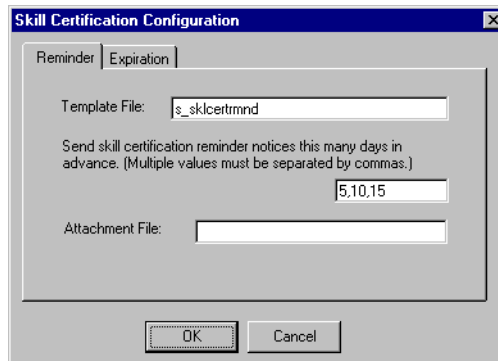 Skill Certification Configuration
Reminder Expiration
Template File: s_sklcertrmnd
Send skill certification reminder notices this many days in
advance. (Multiple values must be separated by commas.)
5,10,15
Attachment File:
OK Cancel